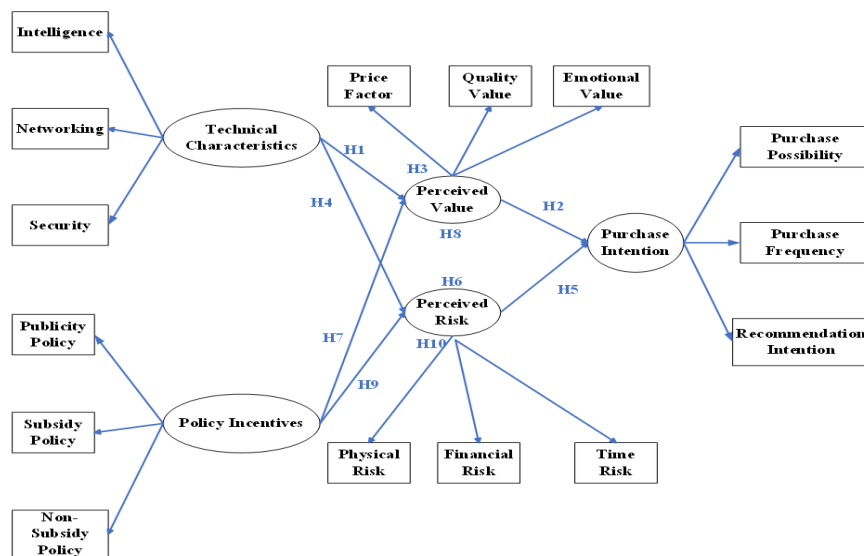 Intelligence
Networking
Security
Technical
Characteristics
Price
Factor
Quality
Value
Emotional
Value
H1
H3
H4
Perceived
Value
H8
H2
Purchase
Intention
Purchase
Possibility
Purchase
Frequency
Recommendation
Intention
H6
Perceived
Risk
H10
H5
H7
H9
Publicity
Policy
Subsidy
Policy
Non-
Subsidy
Policy
Policy Incentives
Physical
Risk
Financial
Risk
Time
Risk